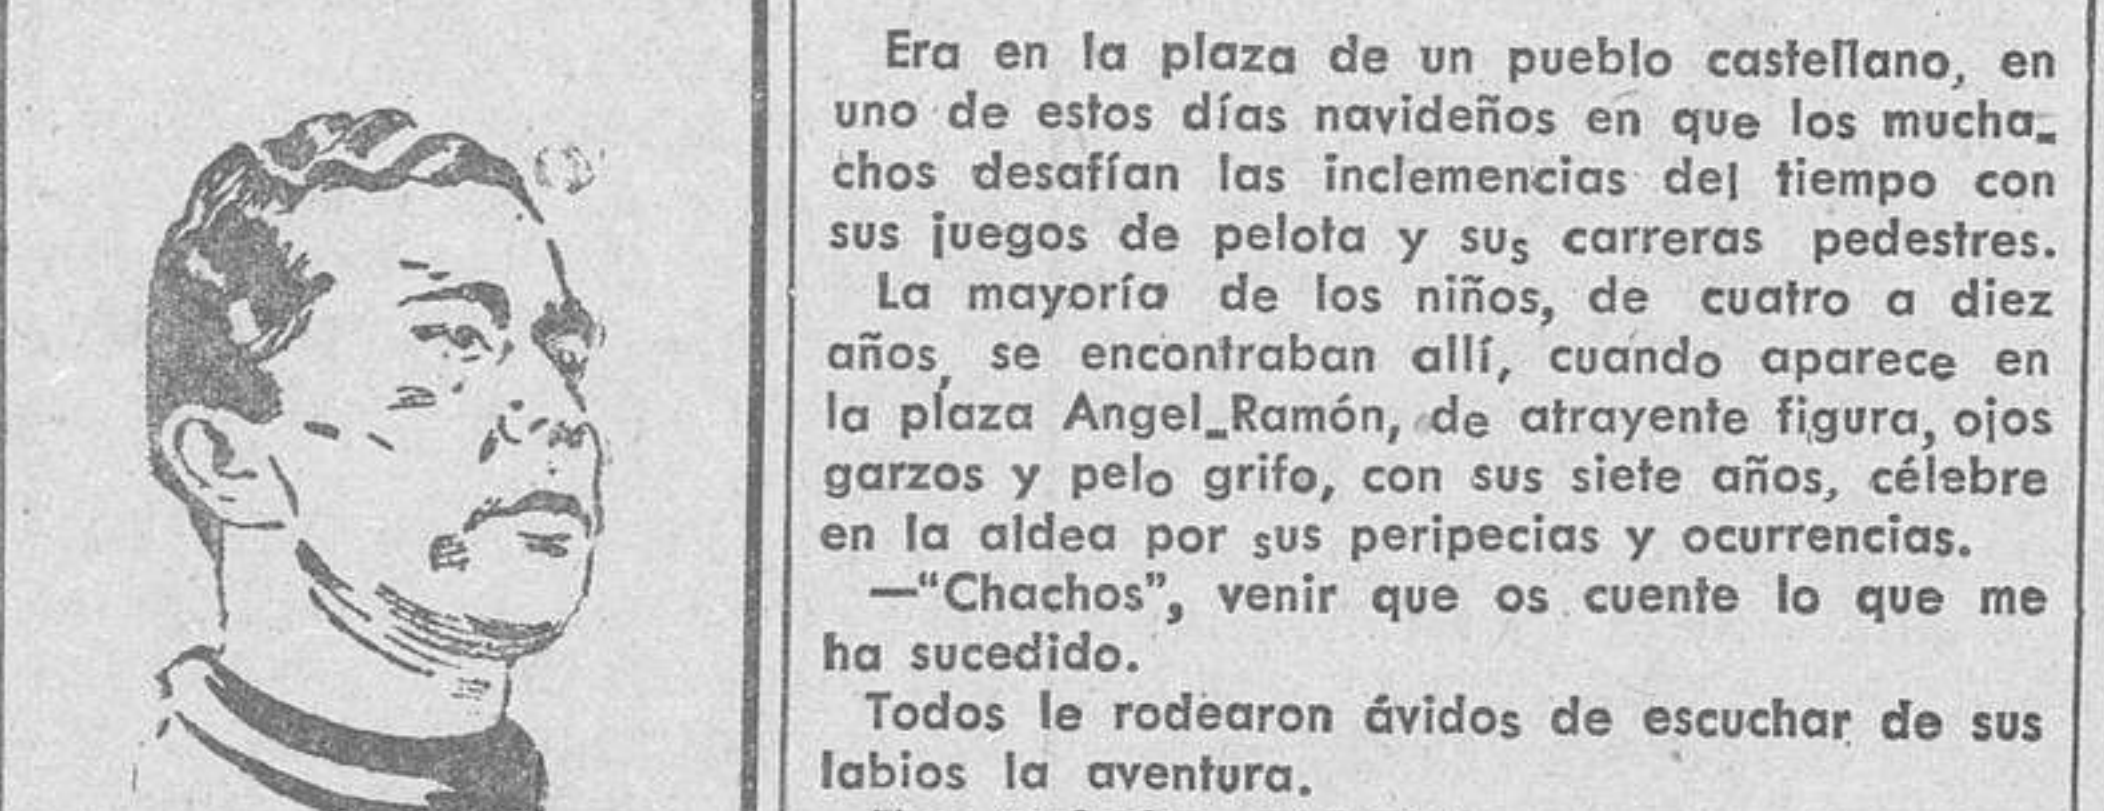 Era en la plaza de un pueblo castellano, en
uno de estos días navideños en que los mucha-
chos desafían las inclemencias del tiempo con
sus juegos de pelota y sus carreras pedestres.
La mayoría de los niños, de cuatro a diez
años, se encontraban allí, cuando aparece en
la plaza Angel-Ramón, de atrayente figura, ojos
garzos y pelo grifo, con sus siete años, célebre
en la aldea por sus peripecias y ocurrencias.
—“Chachos”, venir que os cuente lo que me
ha sucedido.
Todos le rodearon ávidos de escuchar de sus
labios la aventura.